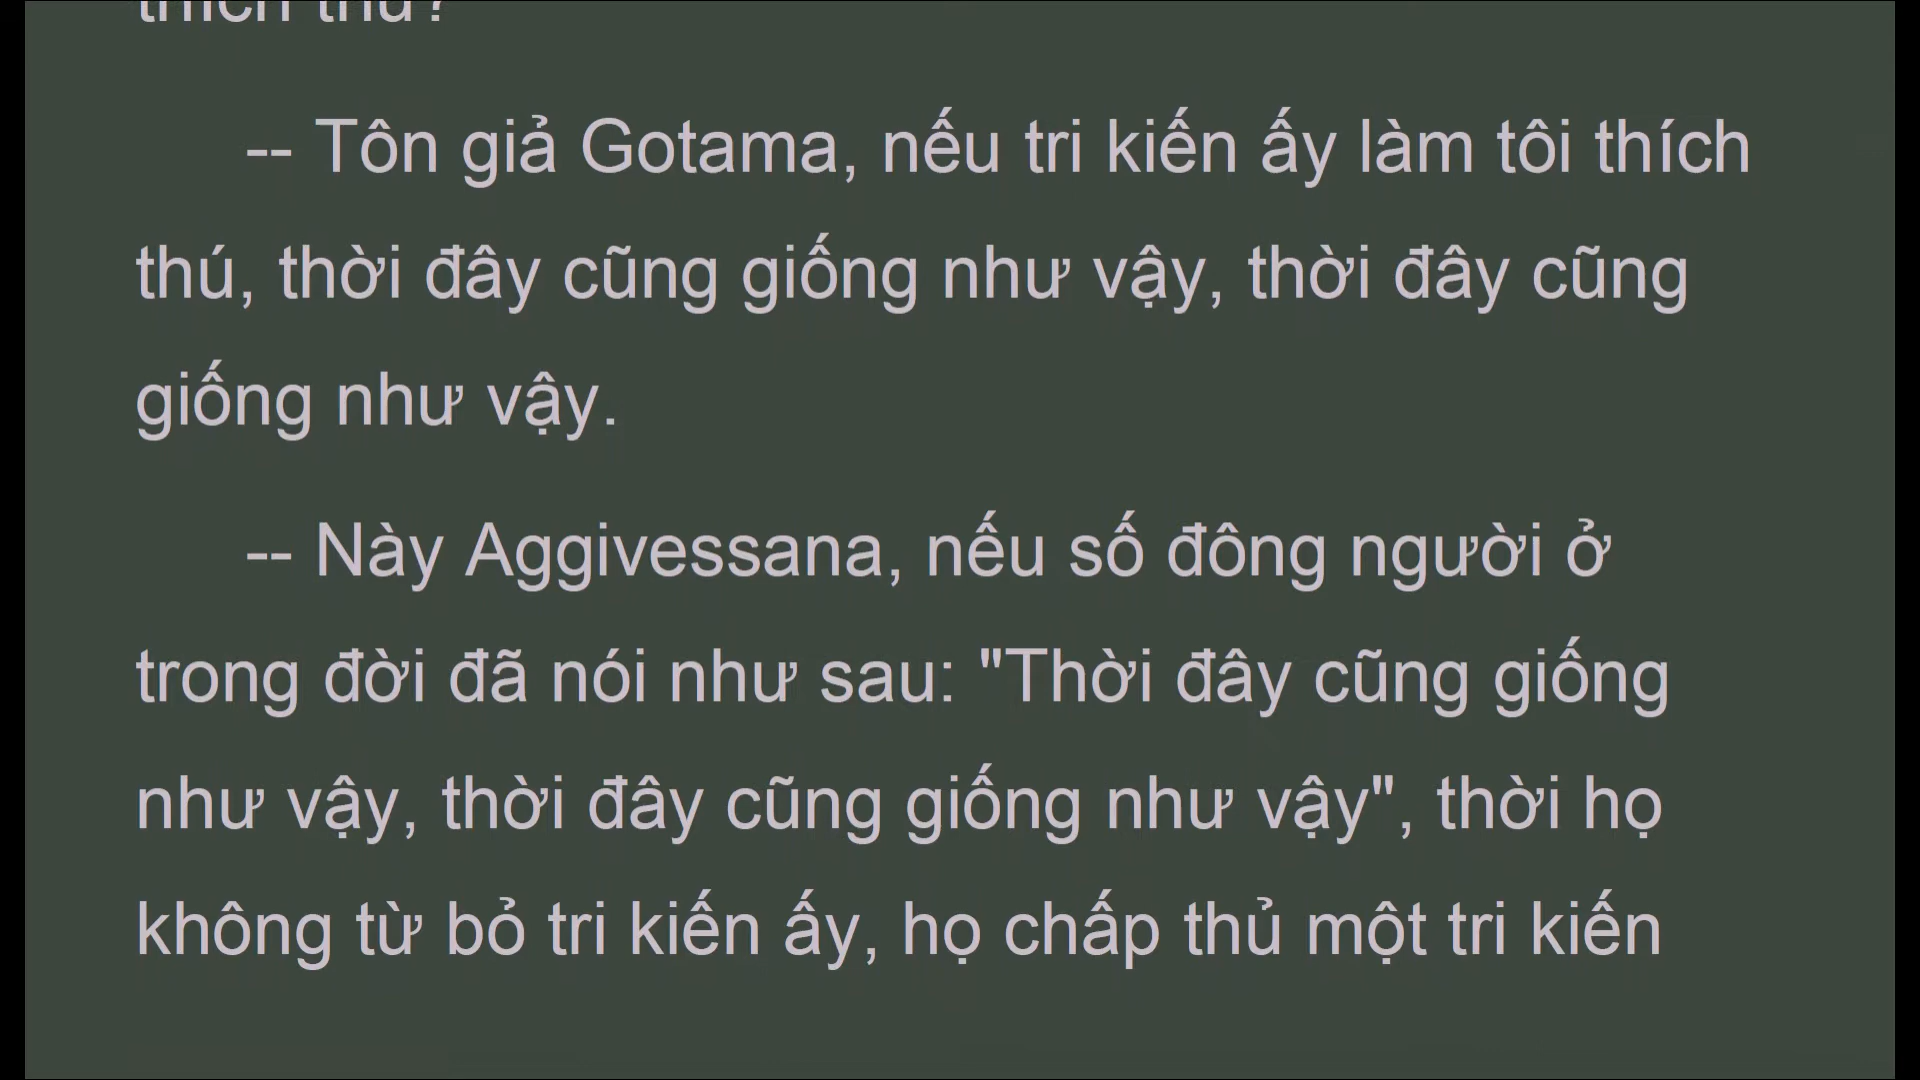 thích thú?
-- Tôn giả Gotama, nếu tri kiến ấy làm tôi thích
thú, thời đây cũng giống như vậy, thời đây cũng
giống như vậy.
-- Này Aggivessana, nếu số đông người ở
trong đời đã nói như sau: "Thời đây cũng giống
như vậy, thời đây cũng giống như vậy", thời họ
không từ bỏ tri kiến ấy, họ chấp thủ một tri kiến